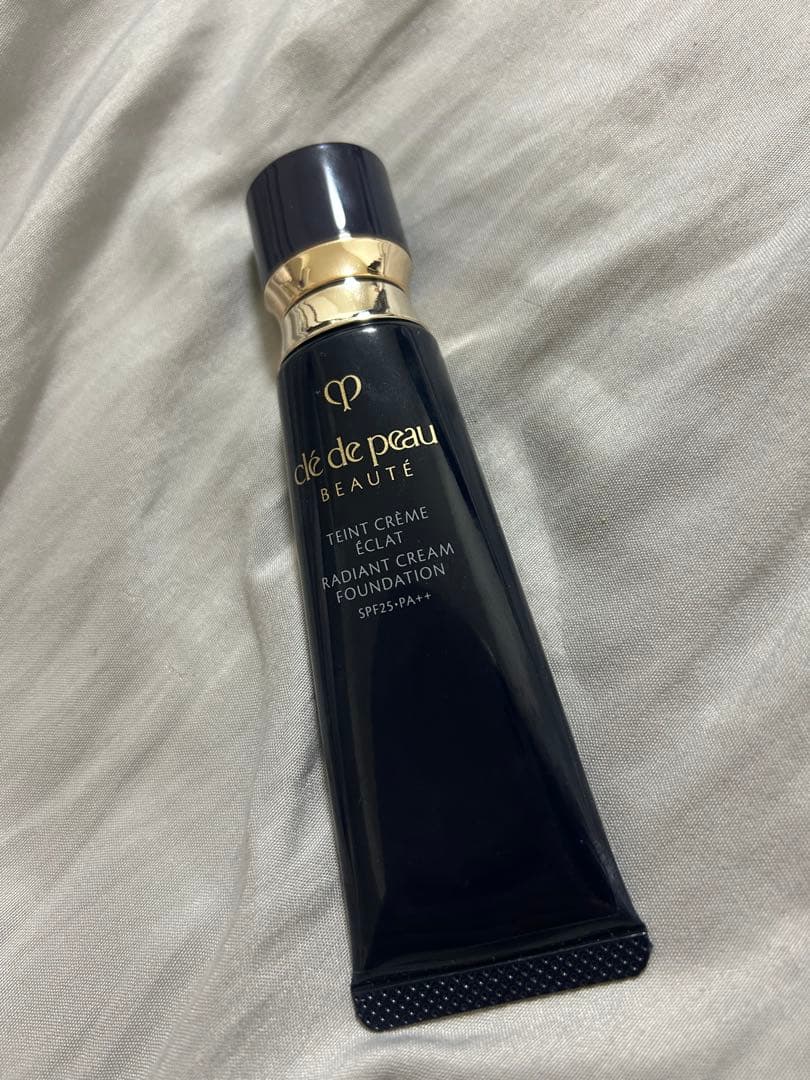 clé de peau
BEAUTÉ
TEINT CRÈME
ÉCLAT
RADIANT CREAM
FOUNDATION
SPF25•PA++